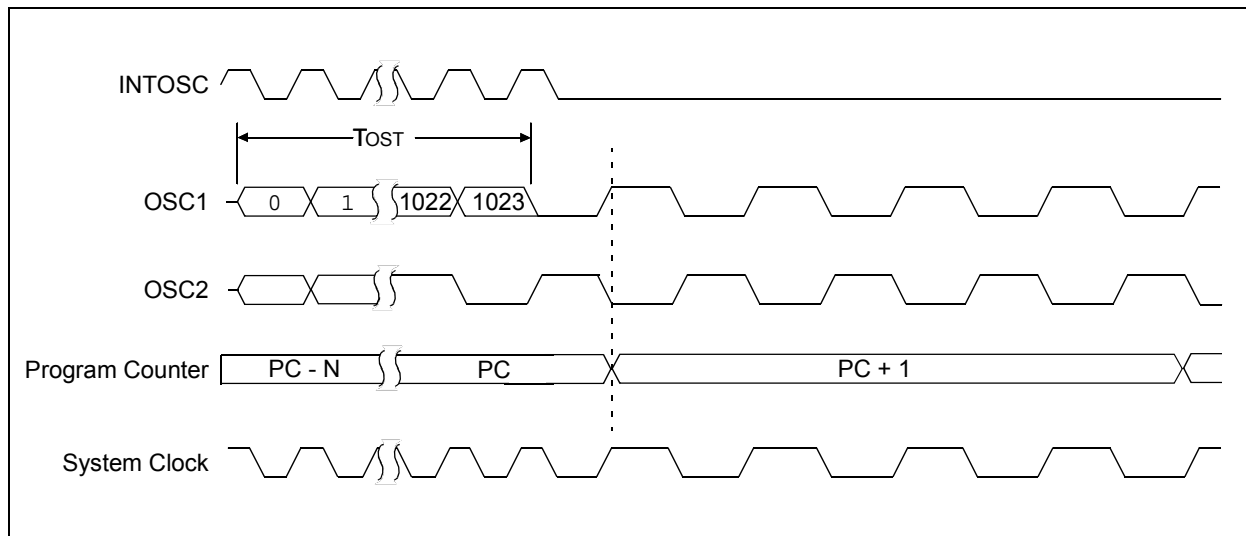 INTOSC
TOST
OSC1
0 1 1022 1023
OSC2
Program Counter
PC - N PC PC + 1
System Clock